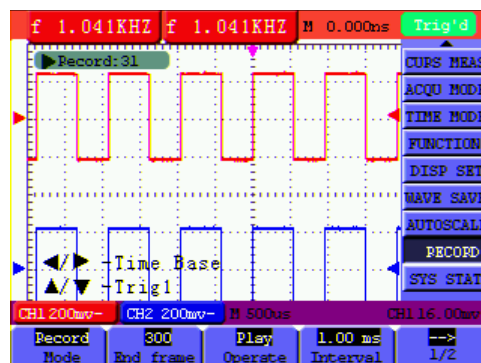 f 1.041KHZ f 1.041KHZ M 0.000ns Trig'd
Record:31
CURS MEAS
ACQU MODE
TIME MODE
FUNCTION
DISP SET
WAVE SAVE
AUTOSCALE
RECORD
SYS STAT
◀/▶ -Time Base
▲/▼ -Trig1
CH1 200mv- CH2 200mv- M 500us CH1 16.00mv
Record 300 Play 1.00 ms -->
Mode End frame Operate Interval 1/2